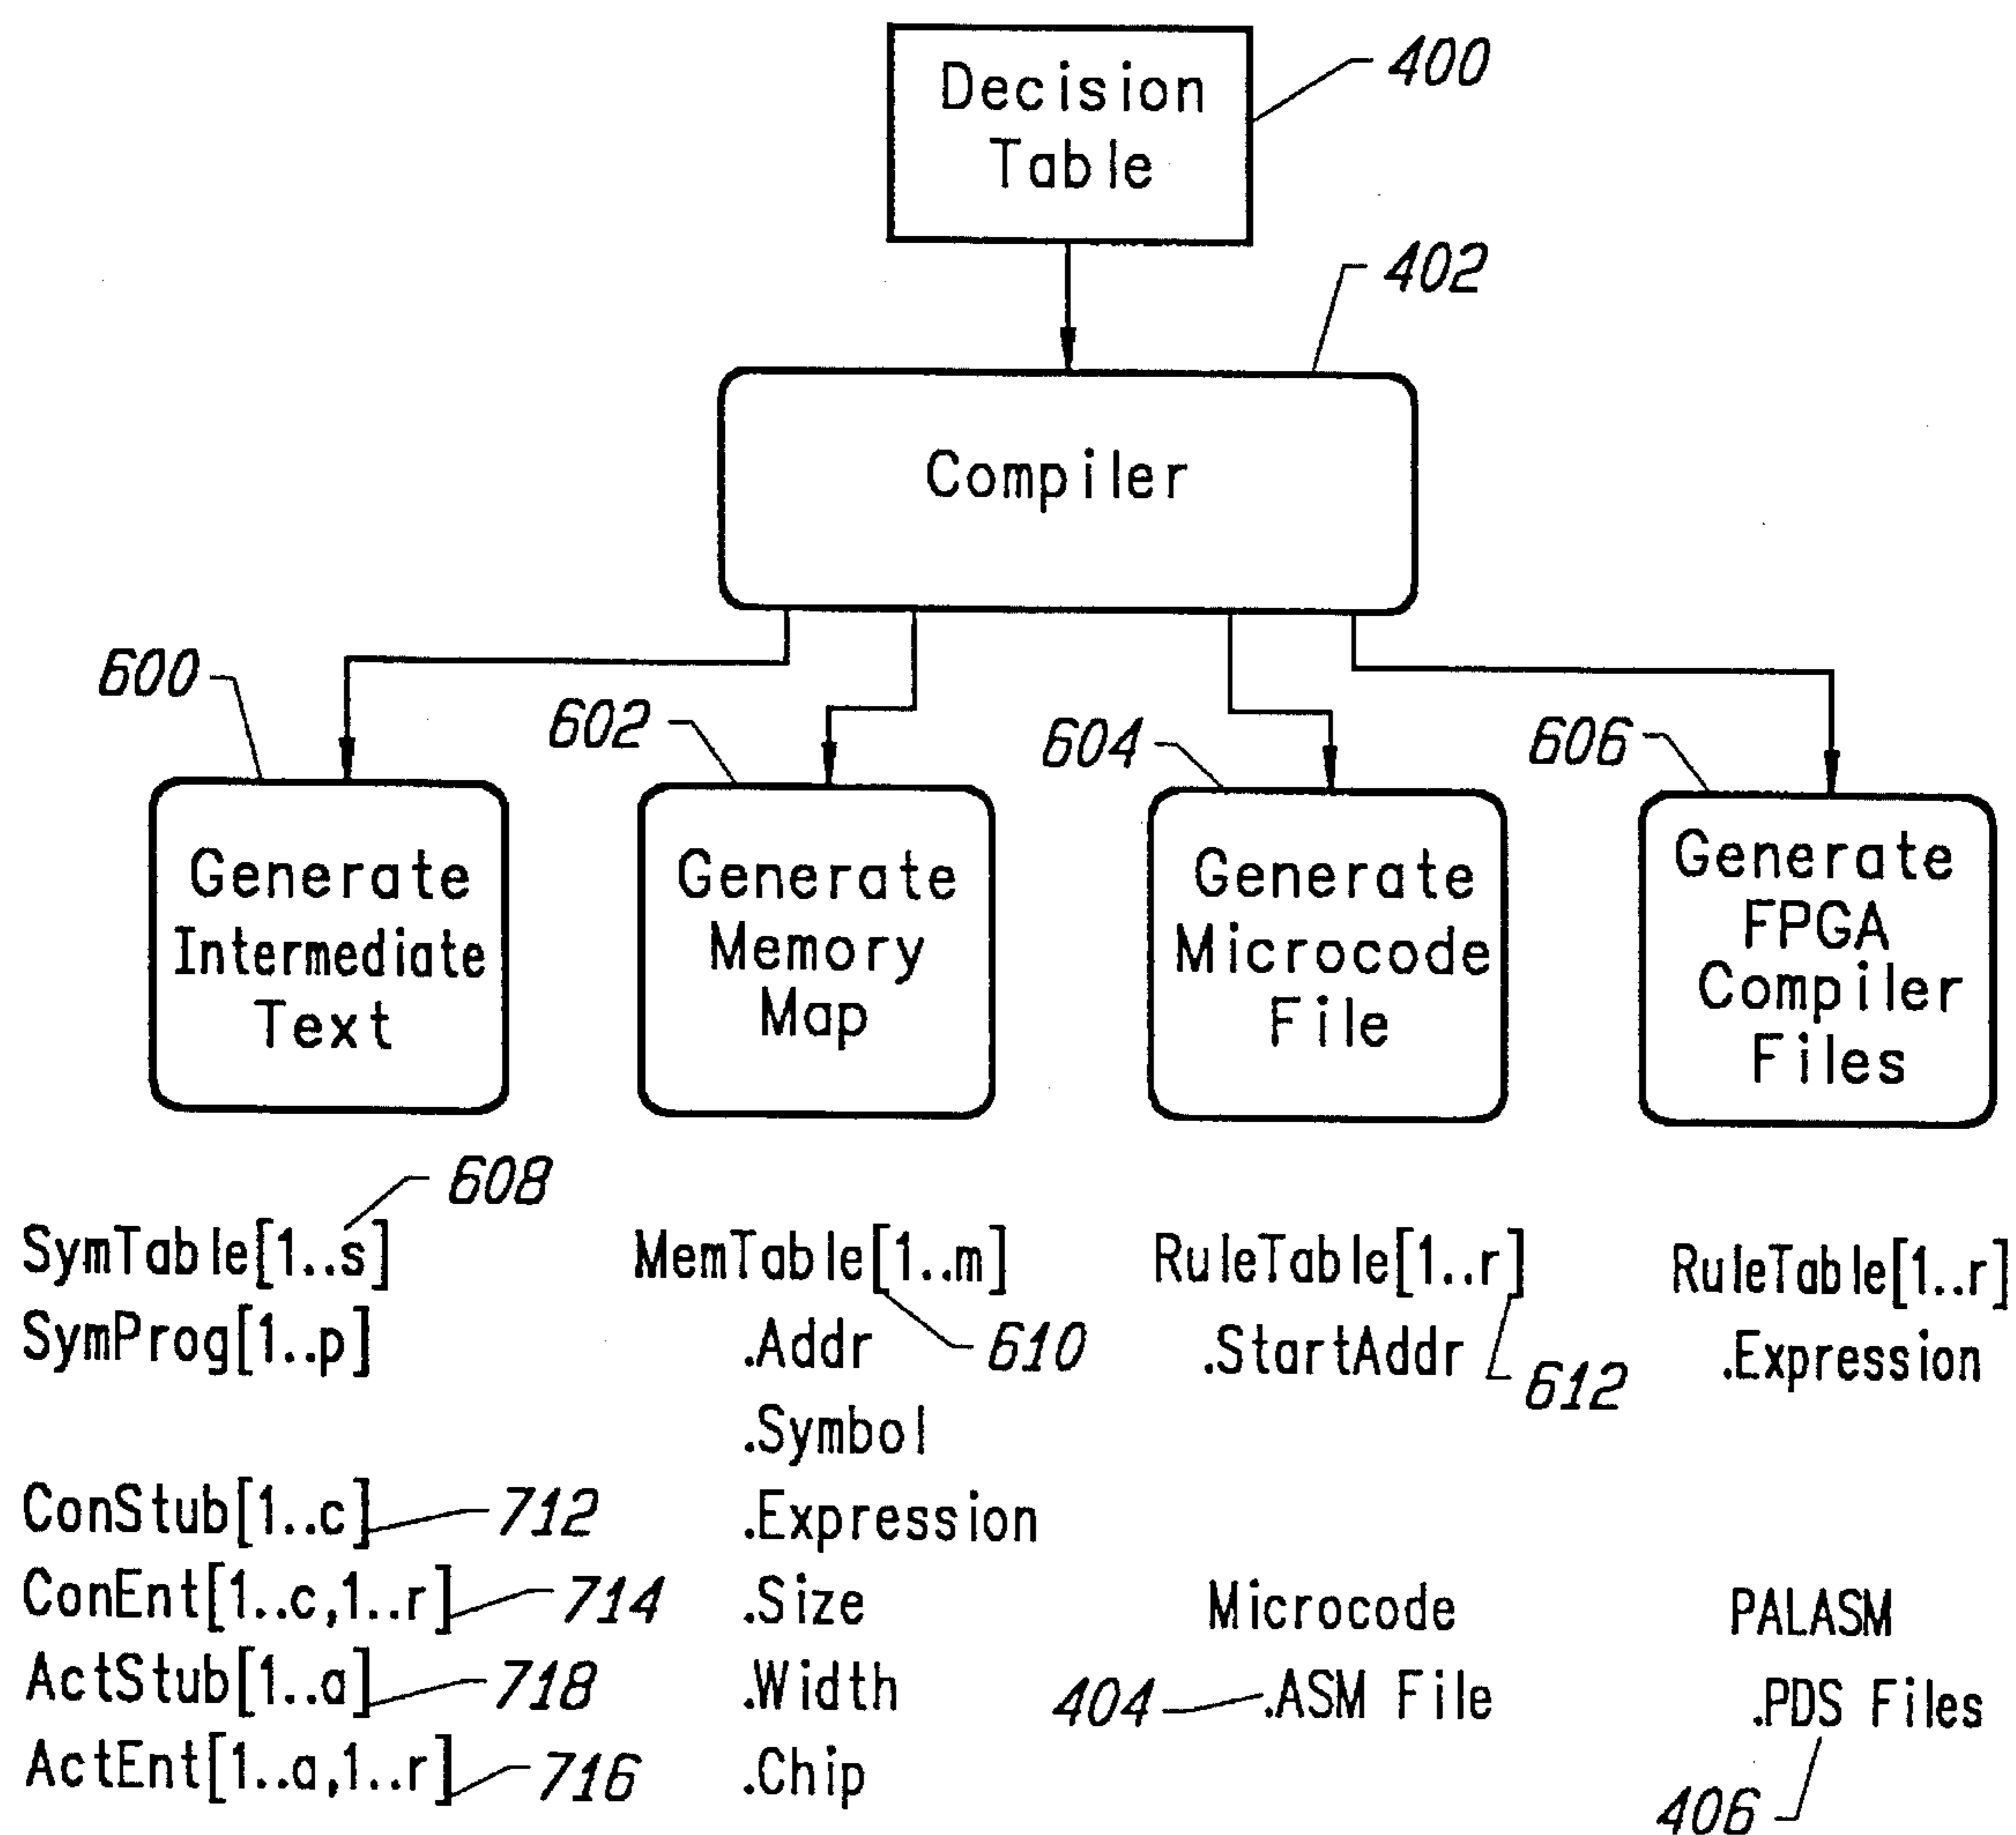 Decision
Table
400
402
Compiler
600
602
604
606
Generate
Intermediate
Text
Generate
Memory
Map
Generate
Microcode
File
Generate
FPGA
Compiler
Files
608
SymTable[1..s]
SymProg[1..p]
ConStub[1..c]
712
ConEnt[1..c,1..r]
714
ActStub[1..a]
718
ActEnt[1..a,1..r]
716
MemTable[1..m]
.Addr
610
.Symbol
.Expression
.Size
.Width
.Chip
RuleTable[1..r]
.StartAddr
612
Microcode
404
.ASM File
RuleTable[1..r]
.Expression
PALASM
.PDS Files
406